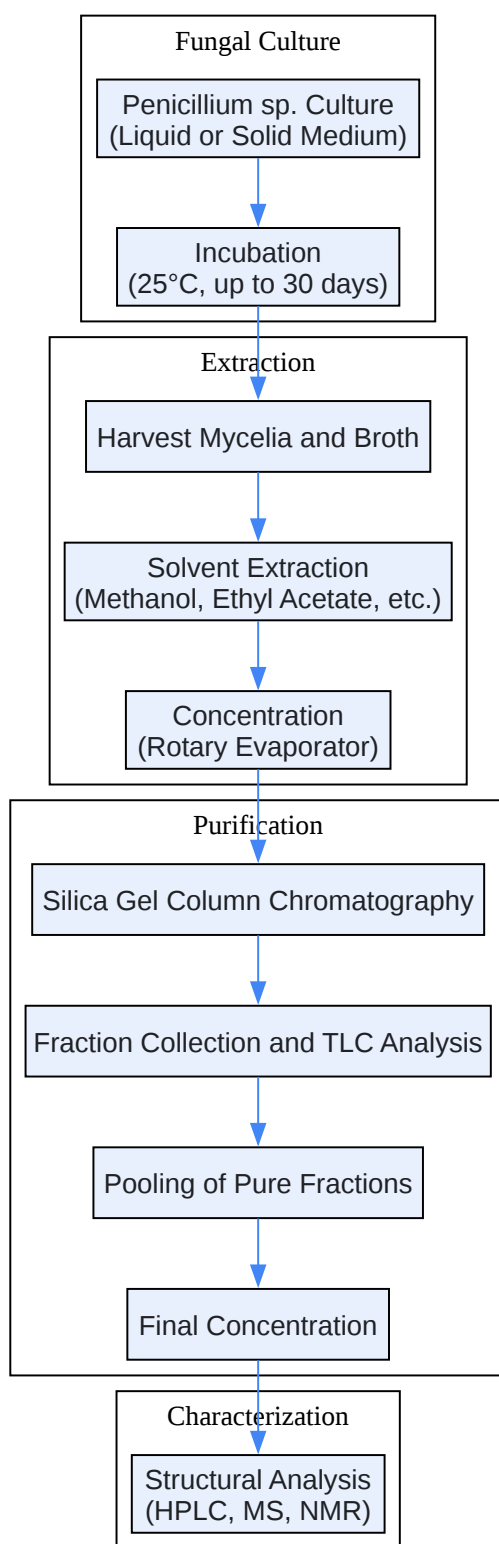 Fungal Culture
Penicillium sp. Culture
(Liquid or Solid Medium)
Incubation
(25°C, up to 30 days)
Extraction
Harvest Mycelia and Broth
Solvent Extraction
(Methanol, Ethyl Acetate, etc.)
Concentration
(Rotary Evaporator)
Purification
Silica Gel Column Chromatography
Fraction Collection and TLC Analysis
Pooling of Pure Fractions
Final Concentration
Characterization
Structural Analysis
(HPLC, MS, NMR)